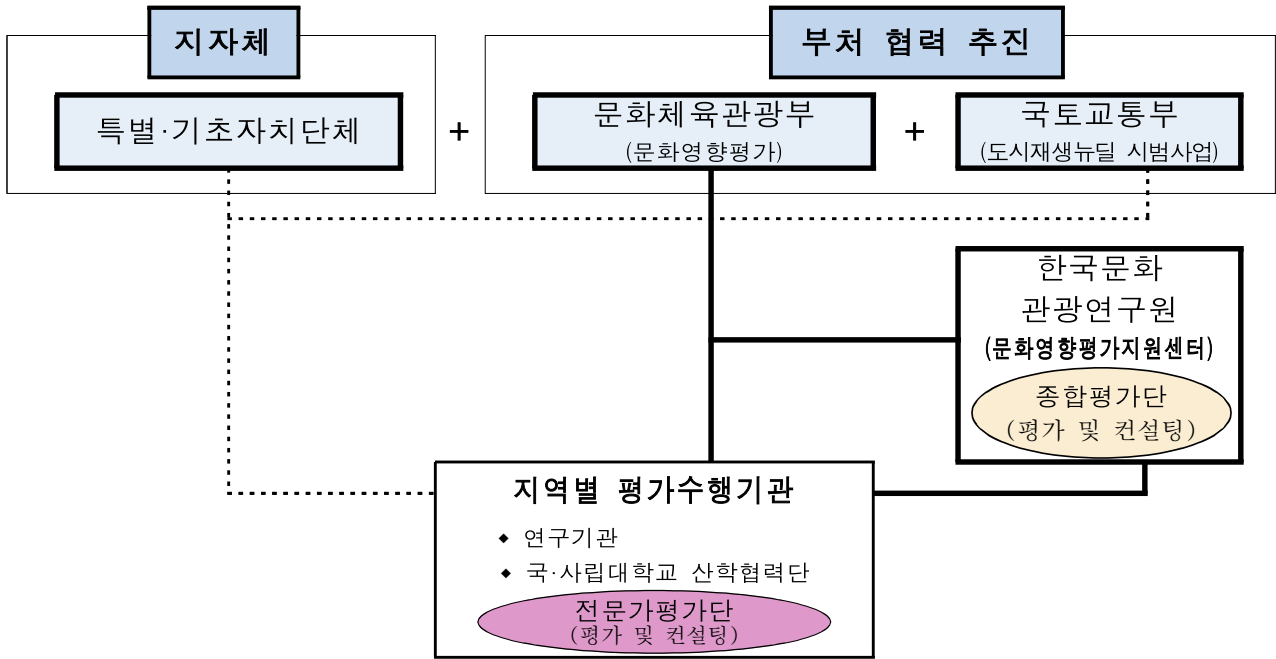 지자체
부처 협력 추진
특별·기초자치단체
+
문화체육관광부
(문화영향평가)
+
국토교통부
(도시재생뉴딜 시범사업)
한국문화
관광연구원
(문화영향평가지원센터)
종합평가단
(평가 및 컨설팅)
지역별 평가수행기관
◆ 연구기관
◆ 국·사립대학교 산학협력단
전문가평가단
(평가 및 컨설팅)